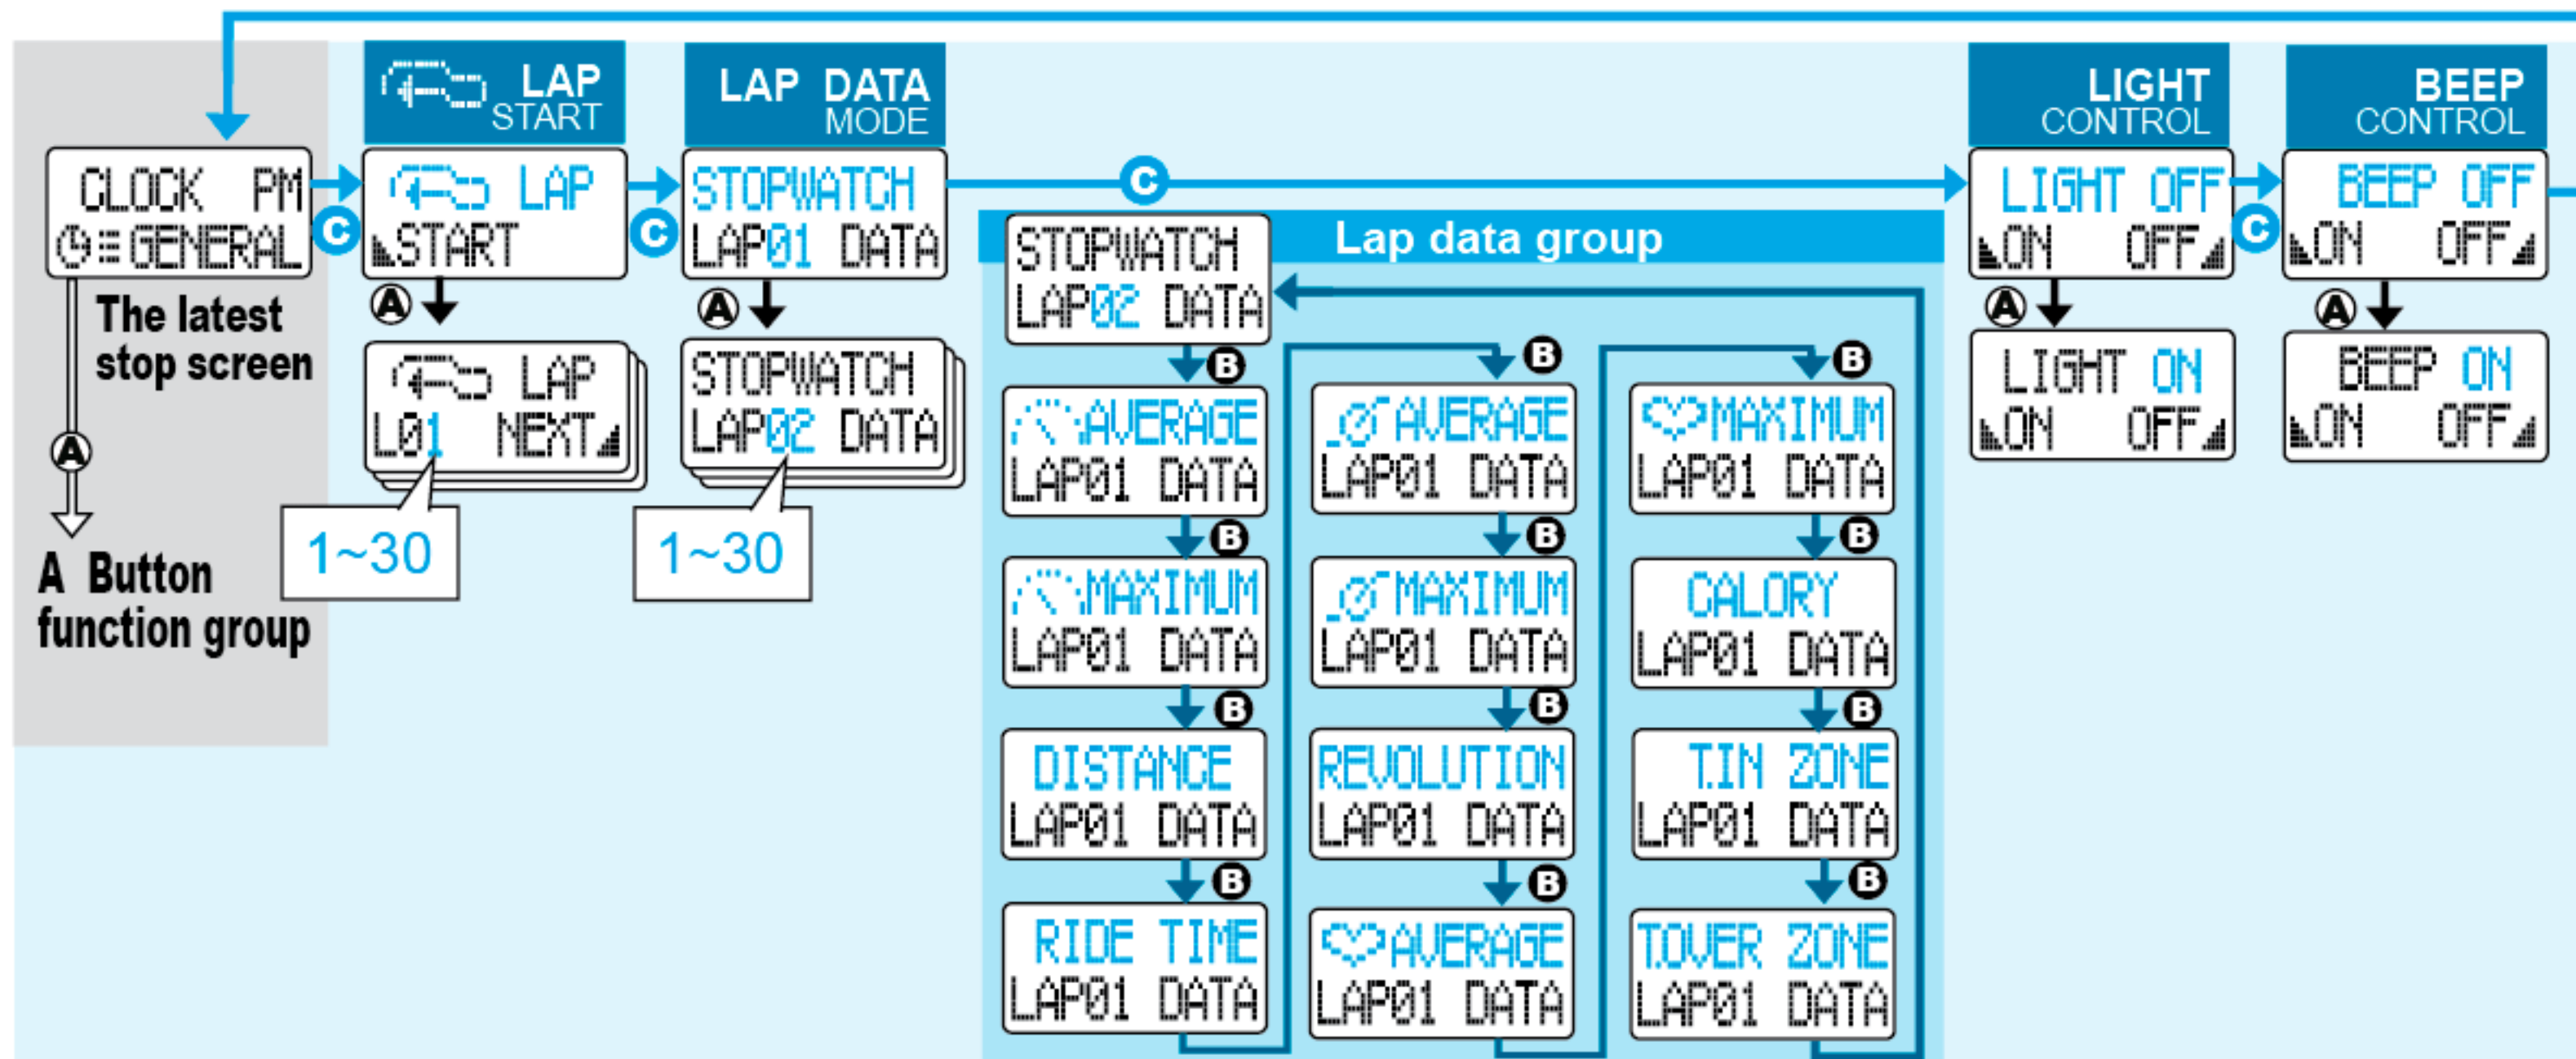 LAP
START
LAP DATA
MODE
LIGHT
CONTROL
BEEP
CONTROL
CLOCK PM
GENERAL
C
LAP
START
C
STOPWATCH
LAP01 DATA
C
LIGHT OFF
ON OFF
C
BEEP OFF
ON OFF
The latest
stop screen
A
A Button
function group
A
LAP
L01 NEXT
1~30
A
STOPWATCH
LAP02 DATA
1~30
Lap data group
STOPWATCH
LAP02 DATA
B
AVERAGE
LAP01 DATA
B
MAXIMUM
LAP01 DATA
B
DISTANCE
LAP01 DATA
B
RIDE TIME
LAP01 DATA
B
AVERAGE
LAP01 DATA
B
MAXIMUM
LAP01 DATA
B
REVOLUTION
LAP01 DATA
B
AVERAGE
LAP01 DATA
B
MAXIMUM
LAP01 DATA
B
CALORY
LAP01 DATA
B
T.IN ZONE
LAP01 DATA
B
T.OVER ZONE
LAP01 DATA
A
LIGHT ON
ON OFF
A
BEEP ON
ON OFF